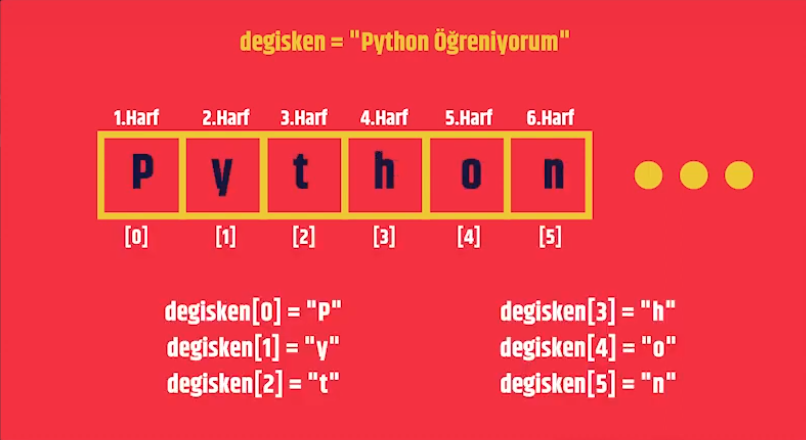 degisken = "Python Öğreniyorum"
1.Harf 2.Harf 3.Harf 4.Harf 5.Harf 6.Harf
P y t h o n
[0] [1] [2] [3] [4] [5]
degisken[0] = "P" degisken[3] = "h"
degisken[1] = "y" degisken[4] = "o"
degisken[2] = "t" degisken[5] = "n"